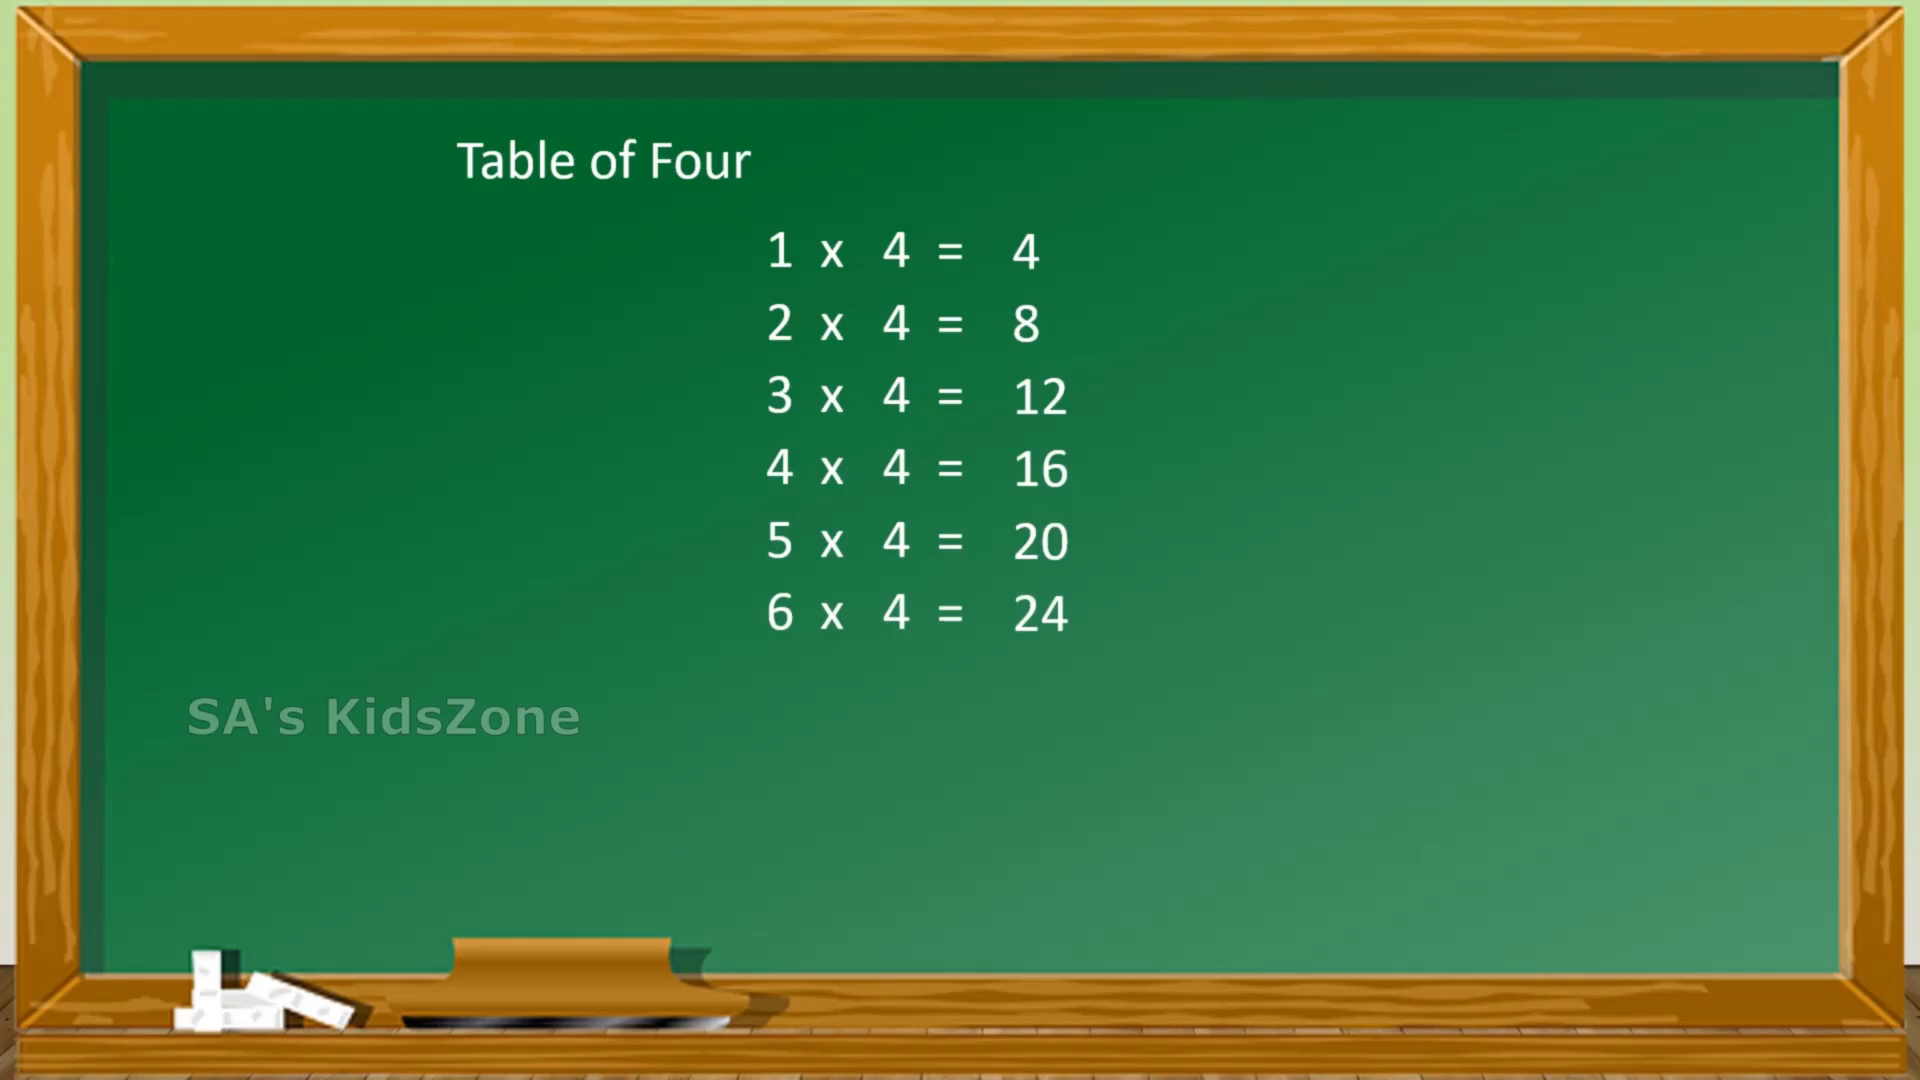 Table of Four
1 x 4 = 4
2 x 4 = 8
3 x 4 = 12
4 x 4 = 16
5 x 4 = 20
6 x 4 = 24
SA's KidsZone